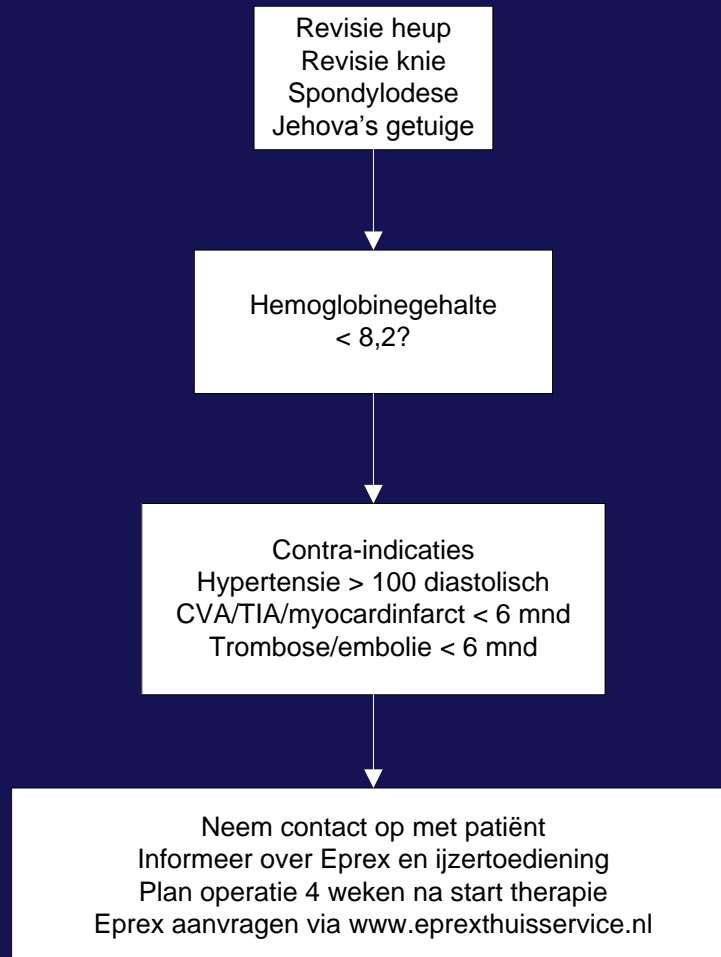 Revisie heup
Revisie knie
Spondylodese
Jehova’s getuige
Hemoglobinegehalte
< 8,2?
Contra-indicaties
Hypertensie > 100 diastolisch
CVA/TIA/myocardinfarct < 6 mnd
Trombose/embolie < 6 mnd
Neem contact op met patiënt
Informeer over Eprex en ijzertoediening
Plan operatie 4 weken na start therapie
Eprex aanvragen via www.eprexthuisservice.nl